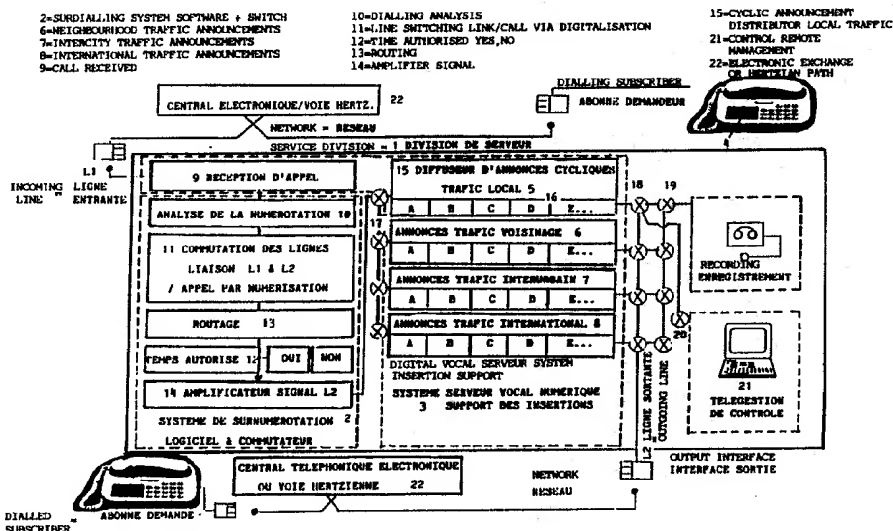 2=SURDIALLING SYSTEM SOFTWARE + SWITCH
6=NEIGHBOURHOOD TRAFFIC ANNOUNCEMENTS
7=INTERCITY TRAFFIC ANNOUNCEMENTS
8=INTERNATIONAL TRAFFIC ANNOUNCEMENTS
9=CALL RECEIVED
10=DIALLING ANALYSIS
11=LINE SWITCHING LINK/CALL VIA DIGITALISATION
12=TIME AUTHORISED YES,NO
13=ROUTING
14=AMPLIFIER SIGNAL
15=CYCLIC ANNOUNCEMENT
DISTRIBUTOR LOCAL TRAFFIC
21=CONTROL REMOTE
MANAGEMENT
22=ELECTRONIC EXCHANGE
OR HERTZIAN PATH
DIALLING SUBSCRIBER
ABONNE DEMANDEUR
CENTRAL ELECTRONIQUE/VOIE HERTZ. 22
NETWORK = RESEAU
SERVICE DIVISION = 1 DIVISION DE SERVEUR
L1
INCOMING = LIGNE
LINE ENTRANTE
9 RECEPTION D'APPEL
ANALYSE DE LA NUMEROTATION 10
11 COMMUTATION DES LIGNES
LIAISON L1 & L2
/ APPEL PAR NUMERISATION
ROUTAGE 13
TEMPS AUTORISE 12 OUI NON
14 AMPLIFICATEUR SIGNAL L2
SYSTEME DE SURNUMEROTATION 2
LOGICIEL & COMMUTATEUR
17
15 DIFFUSEUR D'ANNONCES CYCLIQUES
TRAFIC LOCAL 5
16
A B C D E...
ANNONCES TRAFIC VOISINAGE 6
A B C D E...
ANNONCES TRAFIC INTERURBAIN 7
A B C D E...
ANNONCES TRAFIC INTERNATIONAL 8
A B C D E...
DIGITAL VOCAL SERVEUR SYSTEN
INSERTION SUPPORT
SYSTEME SERVEUR VOCAL NUMERIQUE
3 SUPPORT DES INSERTIONS
18 19
20
L2 LIGNE SORTANTE
= OUTGOING LINE
RECORDING
ENREGISTREMENT
21
TELEGESTION
DE CONTROLE
OUTPUT INTERFACE
INTERFACE SORTIE
CENTRAL TELEPHONIQUE ELECTRONIQUE
OU VOIE HERTZIENNE 22
NETWORK
RESEAU
DIALLED =
SUBSCRIBER
ABONNE DEMANDE